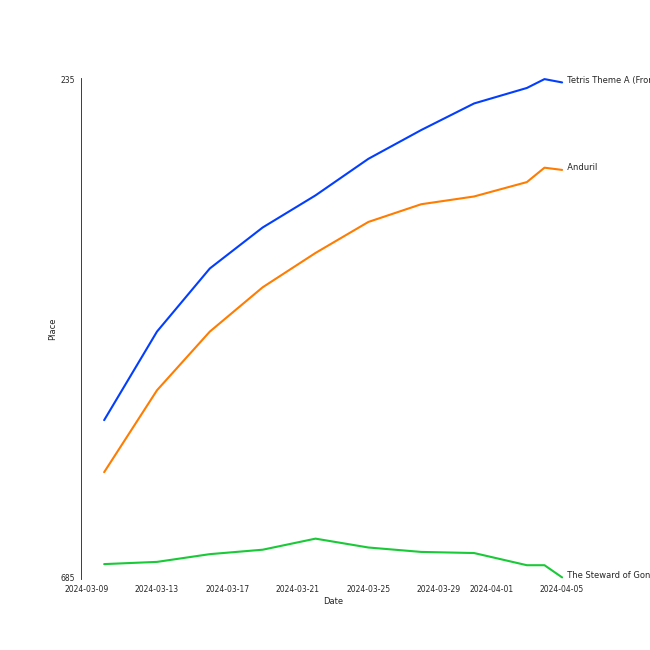 235
Tetris Theme A (From
Anduril
Place
The Steward of Gon
685
2024-03-09 2024-03-13 2024-03-17 2024-03-21 2024-03-25 2024-03-29 2024-04-01 2024-04-05
Date